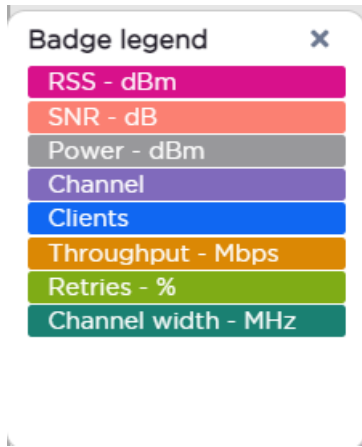 Badge legend
RSS - dBm
SNR - dB
Power - dBm
Channel
Clients
Throughput - Mbps
Retries - %
Channel width - MHz